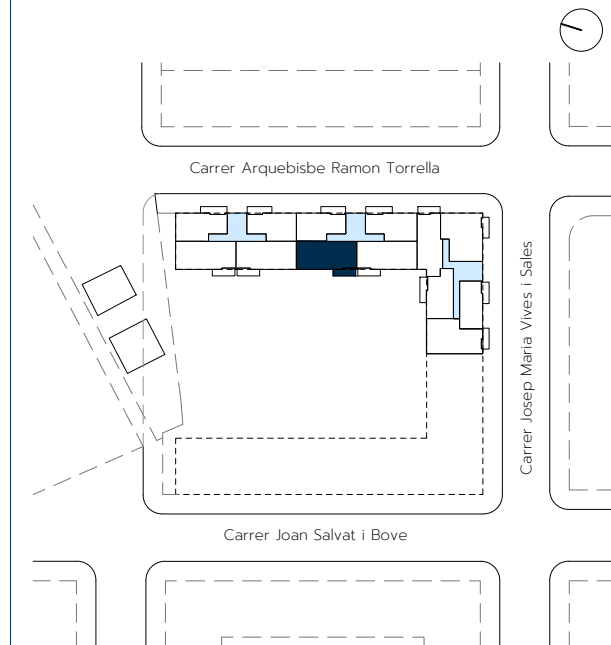 Carrer Arquebisbe Ramon Torrella
Carrer Josep Maria Vives i Sales
Carrer Joan Salvat i Bove